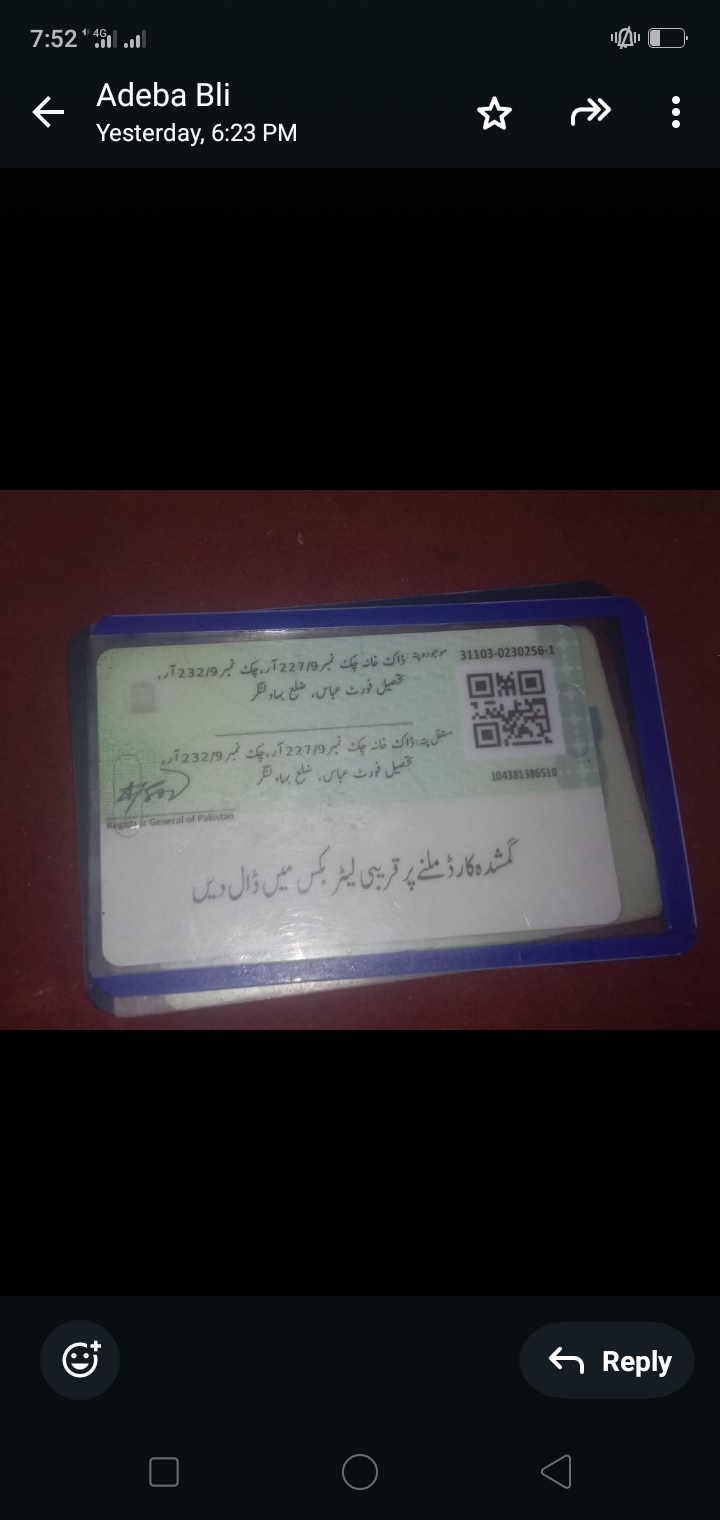 7:52 4G
Adeba Bli
Yesterday, 6:23 PM
31103-0230256-1
موجودہ پتہ: ڈاک خانہ چک نمبر 227/9 آر، چک نمبر 232/9 آر،
تحصیل فورٹ عباس، ضلع بہاولنگر
مستقل پتہ: ڈاک خانہ چک نمبر 227/9 آر، چک نمبر 232/9 آر،
تحصیل فورٹ عباس، ضلع بہاولنگر
104381386510
Registrar General of Pakistan
گمشدہ کارڈ ملنے پر قریبی لیٹر بکس میں ڈال دیں
Reply